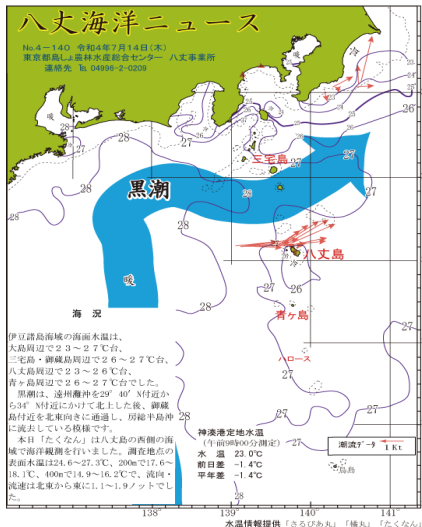 八丈海洋ニュース
No.4－140 令和4年7月14日(木)
東京都島しょ農林水産総合センター 八丈事業所
連絡先 ℡ 04996-2-0209
三宅島
黒潮
八丈島
青ヶ島
ハロース
鳥島
暖
暖
冷
海 況
伊豆諸島海域の海面水温は、
大島周辺で２３～２７℃台、
三宅島・御蔵島周辺で２６～２７℃台、
八丈島周辺で２３～２６℃台、
青ヶ島周辺で２６～２７℃台でした。
黒潮は、遠州灘沖を29°40′N付近か
ら34°N付近にかけて北上した後、御蔵
島付近を北東向きに通過し、房総半島沖
に流去している模様です。
本日『たくなん』は八丈島の西側の海
域で海洋観測を行いました。調査地点の
表面水温は24.6～27.3℃、200mで17.6～
18.1℃、400mで14.9～16.2℃で、流向・
流速は北東から東に1.1～1.9ノットでし
た。
神湊港定地水温
(午前9時00分測定)
水 温 23.0℃
前日差 -1.4℃
平年差 -1.4℃
潮流ﾃﾞｰﾀ
1 Kt
138°
139°
140°
141°
水温情報提供「さるびあ丸」「橘丸」「たくなん」